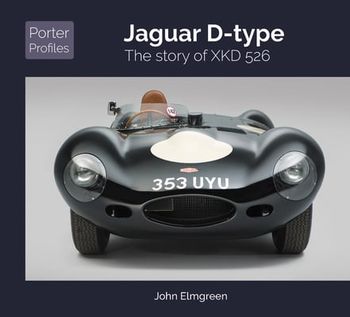 Porter
Profiles
Jaguar D-type
The story of XKD 526
353 UYU
John Elmgreen